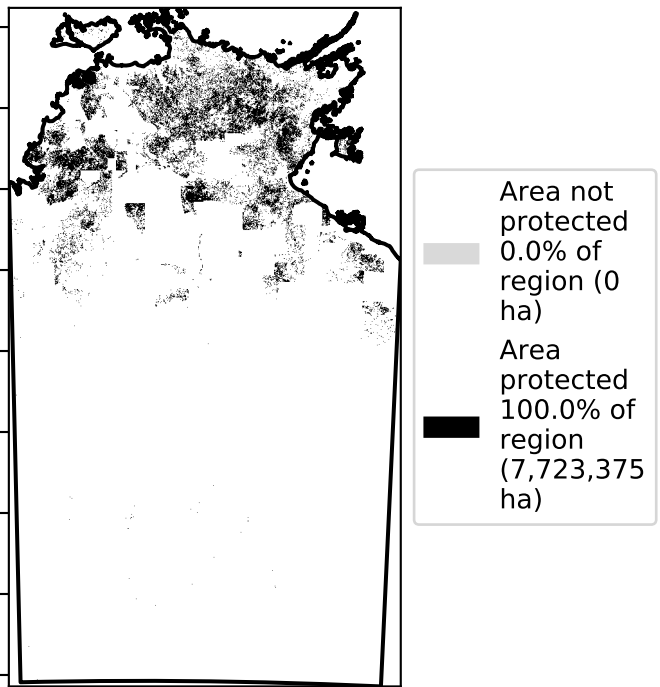 Area not
protected
0.0% of
region (0
ha)
Area
protected
100.0% of
region
(7,723,375
ha)